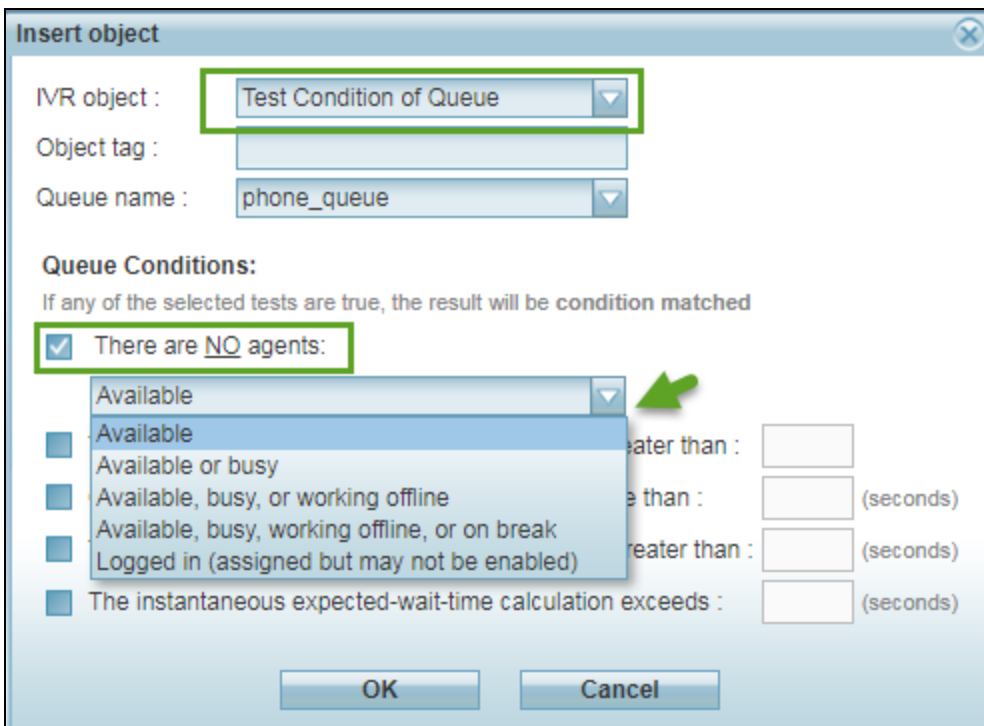 Insert object
IVR object :
Test Condition of Queue
Object tag :
Queue name :
phone_queue
Queue Conditions:
If any of the selected tests are true, the result will be condition matched
There are NO agents:
Available
Available
Available or busy
Available, busy, or working offline
Available, busy, working offline, or on break
Logged in (assigned but may not be enabled)
eater than :
e than :
(seconds)
reater than :
(seconds)
The instantaneous expected-wait-time calculation exceeds :
(seconds)
OK
Cancel